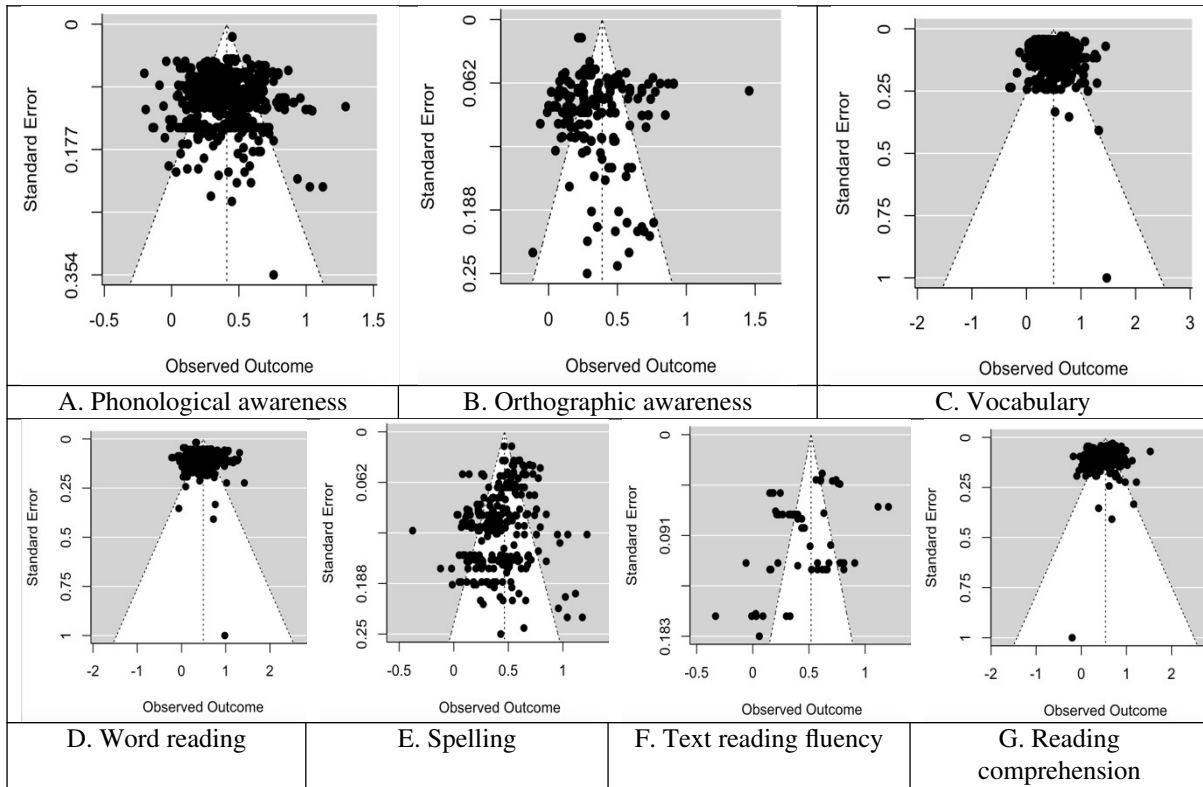 0
0.177
0.354
Standard Error
-0.5
0
0.5
1
1.5
Observed Outcome
0
0.062
0.188
0.25
Standard Error
0
0.5
1
1.5
Observed Outcome
0
0.25
0.5
0.75
1
Standard Error
-2
-1
0
1
2
3
Observed Outcome
A. Phonological awareness
B. Orthographic awareness
C. Vocabulary
0
0.25
0.5
0.75
1
Standard Error
-2
-1
0
1
2
Observed Outcome
0
0.062
0.188
0.25
Standard Error
-0.5
0
0.5
1
Observed Outcome
0
0.091
0.183
Standard Error
-0.5
0
0.5
1
Observed Outcome
0
0.25
0.5
0.75
1
Standard Error
-2
-1
0
1
2
Observed Outcome
D. Word reading
E. Spelling
F. Text reading fluency
G. Reading
comprehension